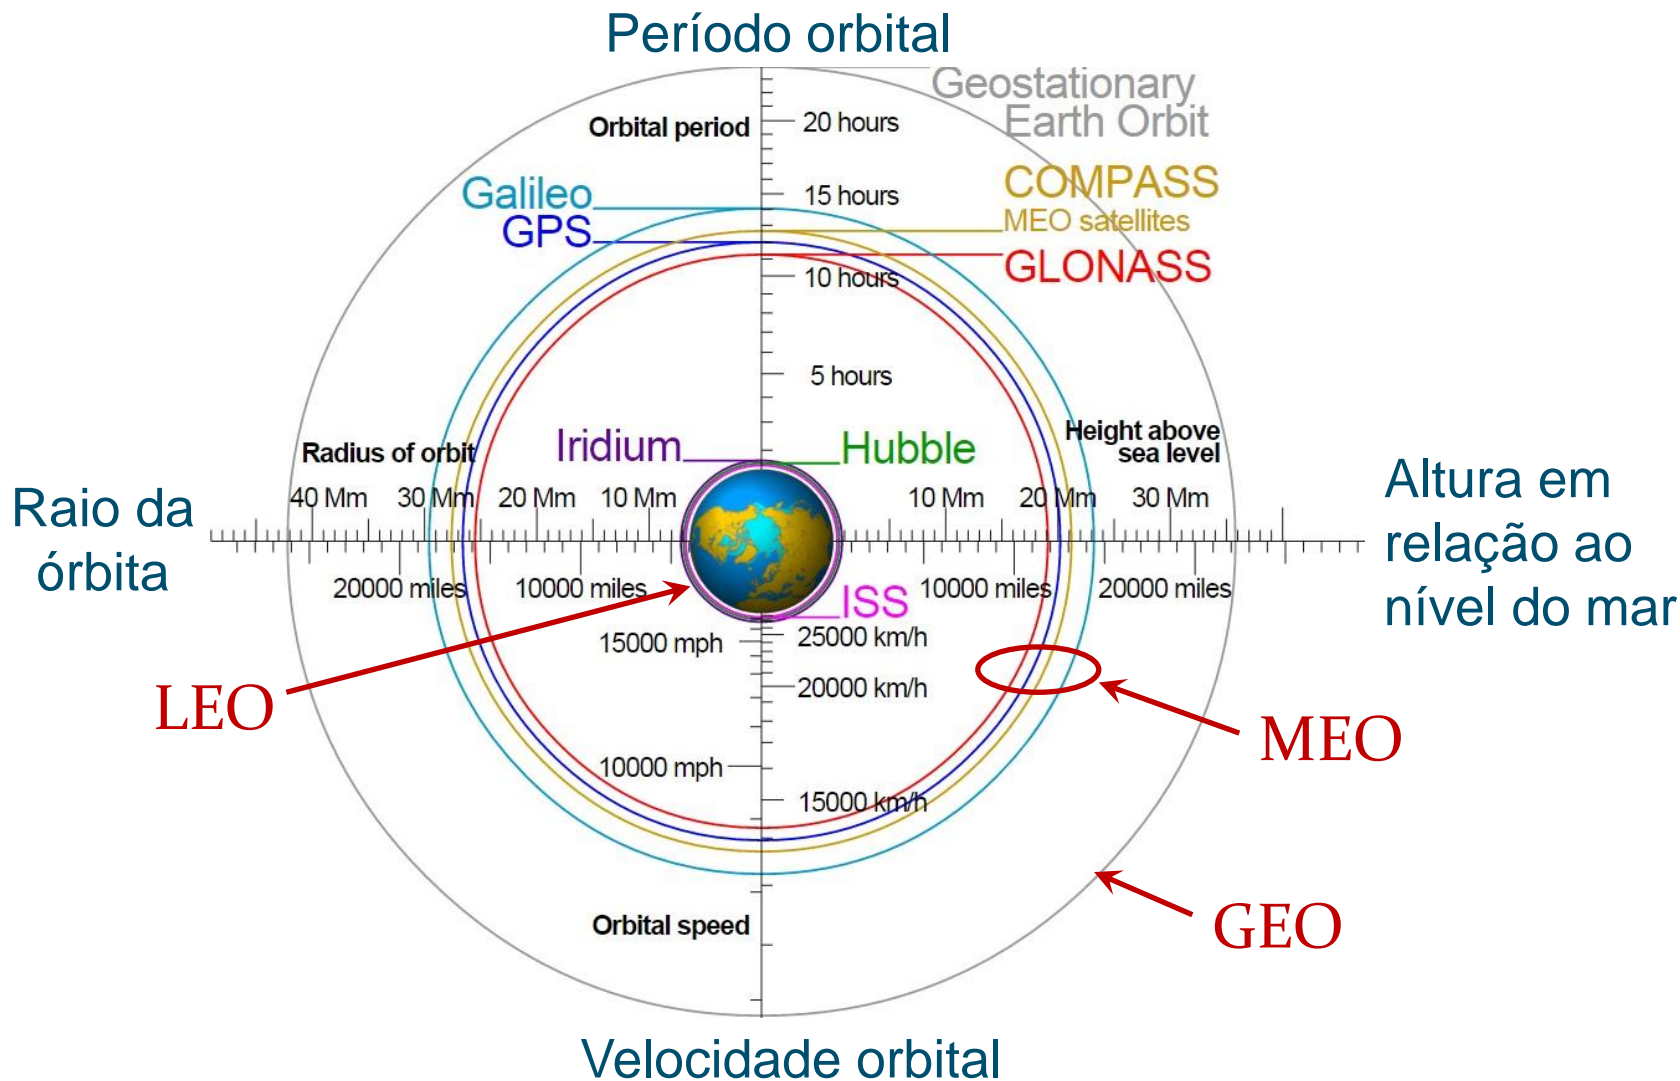 Período orbital
Geostationary
Earth Orbit
Orbital period
20 hours
Galileo
15 hours
COMPASS
GPS
MEO satellites
GLONASS
10 hours
5 hours
Radius of orbit
Iridium
Hubble
Height above
sea level
40 Mm
30 Mm
20 Mm
10 Mm
10 Mm
20 Mm
30 Mm
Raio da
órbita
Altura em
relação ao
nível do mar
20000 miles
10000 miles
10000 miles
20000 miles
ISS
15000 mph
25000 km/h
20000 km/h
LEO
MEO
10000 mph
15000 km/h
Orbital speed
GEO
Velocidade orbital